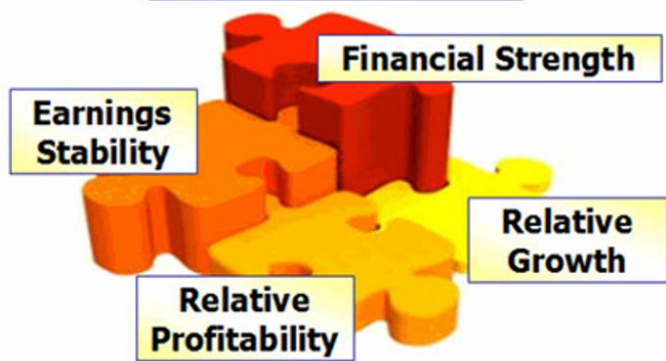 Financial Strength
Earnings
Stability
Relative
Growth
Relative
Profitability